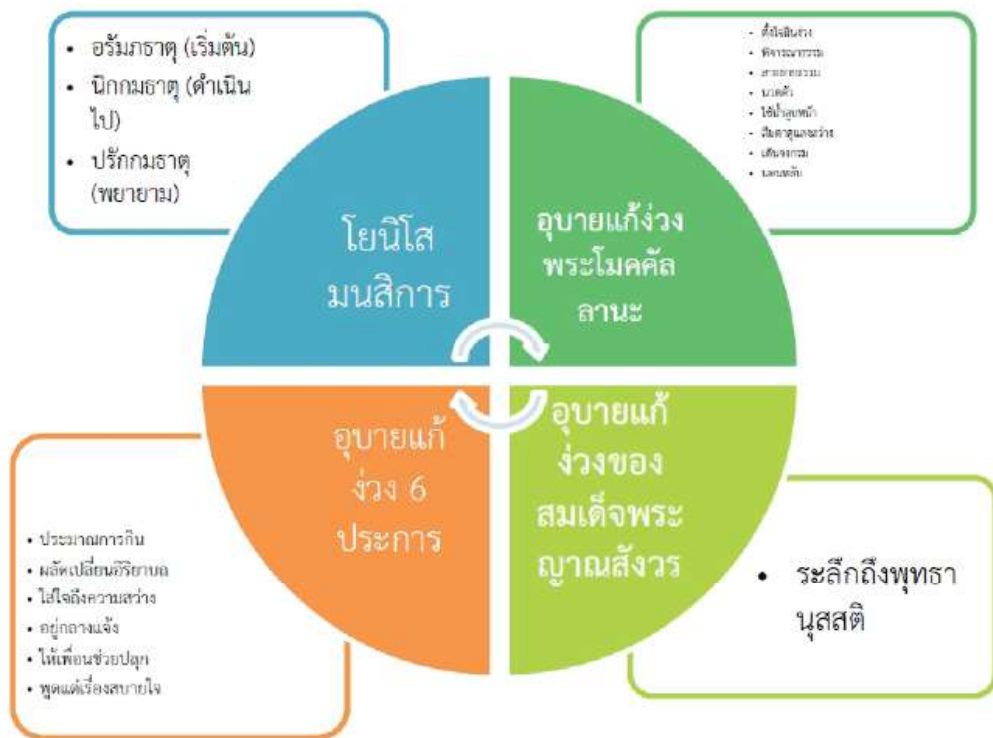 • อรัมภธาตุ (เริ่มต้น)
• นิกกมธาตุ (ดำเนิน
ไป)
• ปรักกมธาตุ
(พยายาม)
โยนิโส
มนสิการ
• พิจารณาธรรม
• นวดตัว
• ใช้น้ำลูบหน้า
• เดินจงกรม
อุบายแก้ง่วง
พระโมคคัล
ลานะ
อุบายแก้
ง่วง 6
ประการ
• ประมาณการกิน
• ผลัดเปลี่ยนอิริยาบถ
• ใส่ใจถึงความสว่าง
• อยู่กลางแจ้ง
• ให้เพื่อนช่วยปลุก
• พูดแต่เรื่องสบายใจ
อุบายแก้
ง่วงของ
สมเด็จพระ
ญาณสังวร
• ระลึกถึงพุทธา
นุสสติ